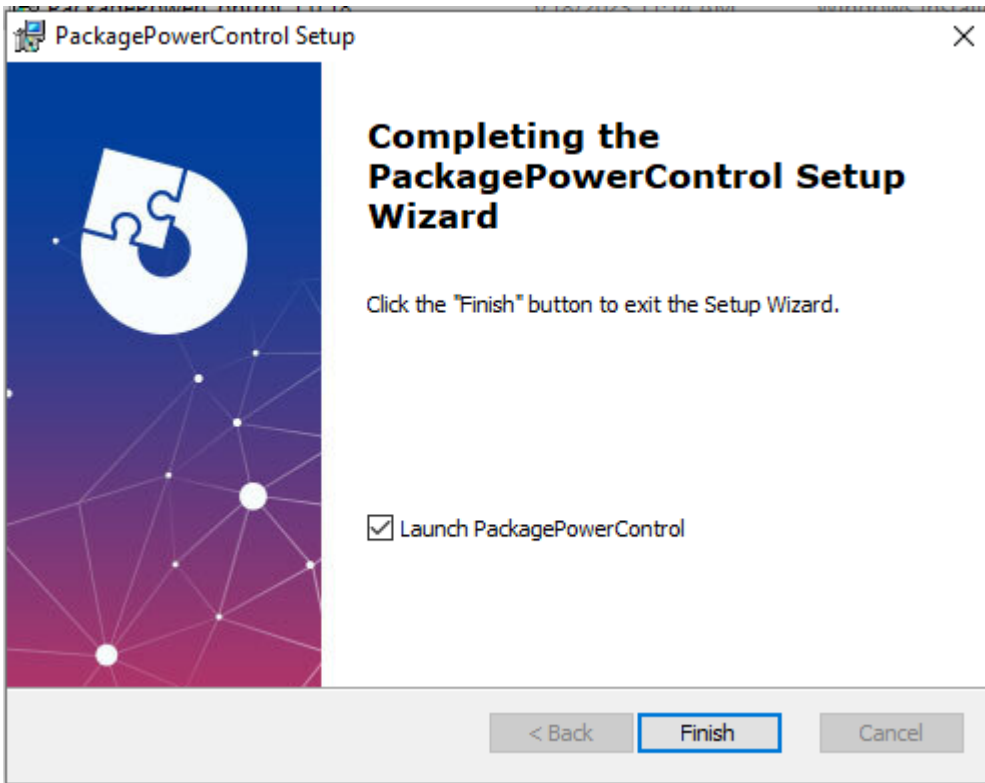 PackagePowerControl Setup
Completing the
PackagePowerControl Setup
Wizard
Click the "Finish" button to exit the Setup Wizard.
Launch PackagePowerControl
< Back
Finish
Cancel